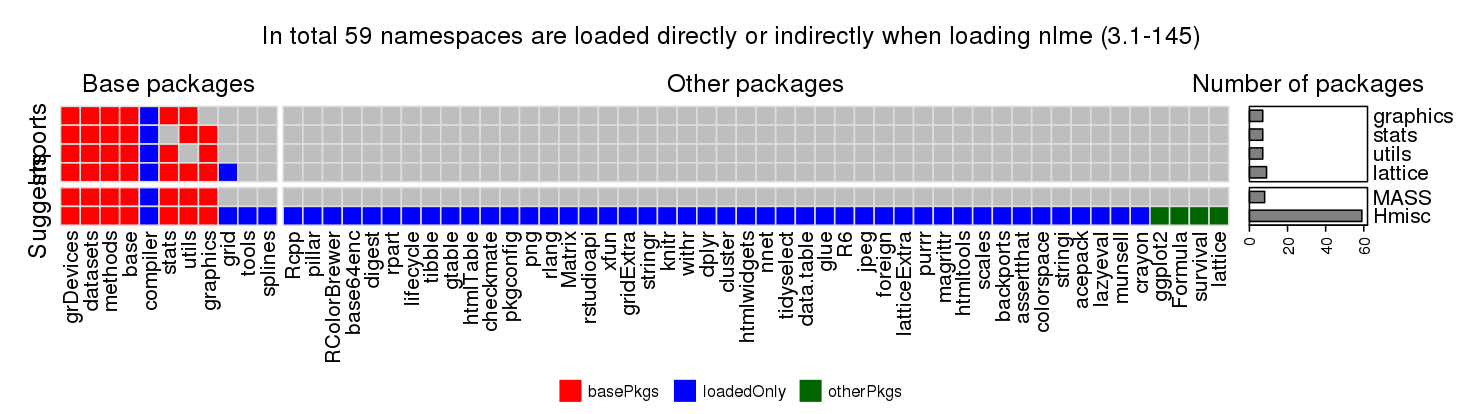 In total 59 namespaces are loaded directly or indirectly when loading nlme (3.1-145)
Base packages
Other packages
Number of packages
Imports
Suggests
graphics
stats
utils
lattice
MASS
Hmisc
0
20
40
60
grDevices
datasets
methods
base
compiler
stats
utils
graphics
grid
tools
splines
Rcpp
pillar
RColorBrewer
base64enc
digest
rpart
lifecycle
tibble
gtable
htmlTable
checkmate
pkgconfig
png
rlang
Matrix
rstudioapi
xfun
gridExtra
stringr
knitr
withr
dplyr
cluster
htmlwidgets
nnet
tidyselect
data.table
glue
R6
jpeg
foreign
latticeExtra
purrr
magrittr
htmltools
scales
backports
assertthat
colorspace
stringi
acepack
lazyeval
munsell
crayon
ggplot2
Formula
survival
lattice
basePkgs
loadedOnly
otherPkgs